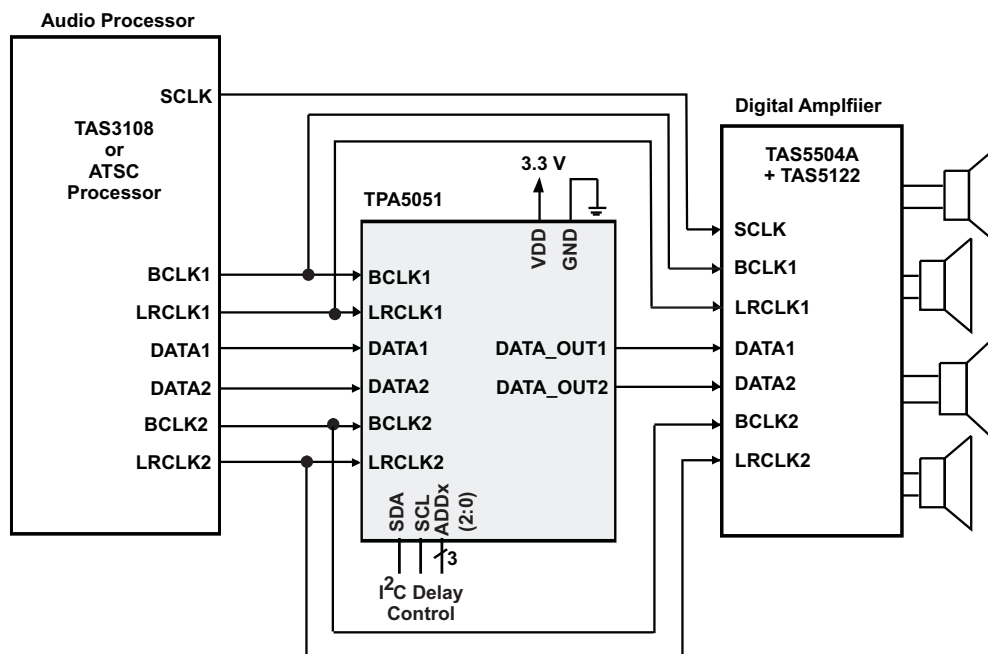 Audio Processor
SCLK
TAS3108
or
ATSC
Processor
BCLK1
LRCLK1
DATA1
DATA2
BCLK2
LRCLK2
TPA5051
3.3 V
VDD
GND
BCLK1
LRCLK1
DATA1
DATA2
BCLK2
LRCLK2
DATA_OUT1
DATA_OUT2
SDA
SCL
ADDx
(2:0)
3
I2C Delay
Control
Digital Amplfiier
TAS5504A
+ TAS5122
SCLK
BCLK1
LRCLK1
DATA1
DATA2
BCLK2
LRCLK2